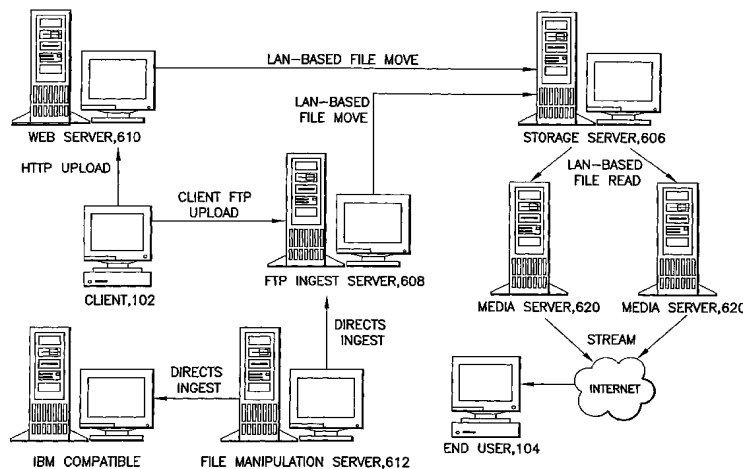 LAN-BASED FILE MOVE
LAN-BASED
FILE MOVE
WEB SERVER,610
STORAGE SERVER,606
HTTP UPLOAD
LAN-BASED
FILE READ
CLIENT FTP
UPLOAD
CLIENT,102
FTP INGEST SERVER,608
MEDIA SERVER,620
MEDIA SERVER,620
DIRECTS
INGEST
STREAM
DIRECTS
INGEST
INTERNET
END USER,104
IBM COMPATIBLE
FILE MANIPULATION SERVER,612